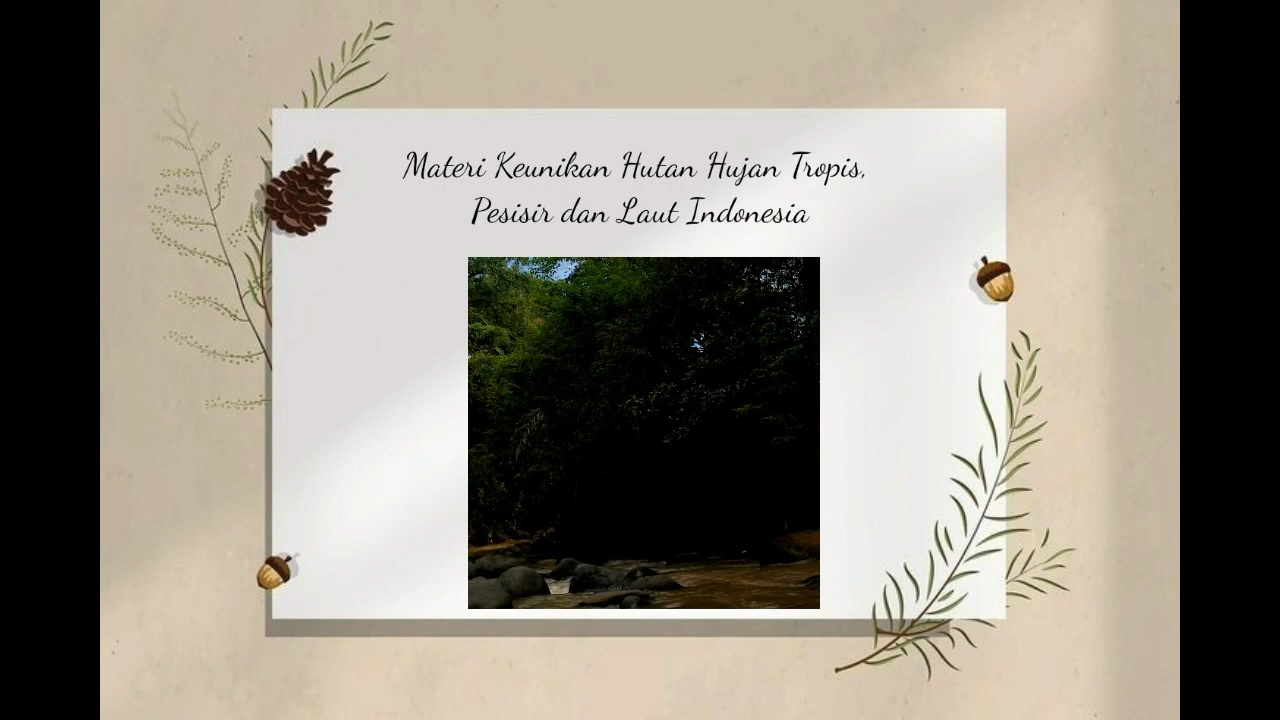 Materi Keunikan Hutan Hujan Tropis,
Pesisir dan Laut Indonesia